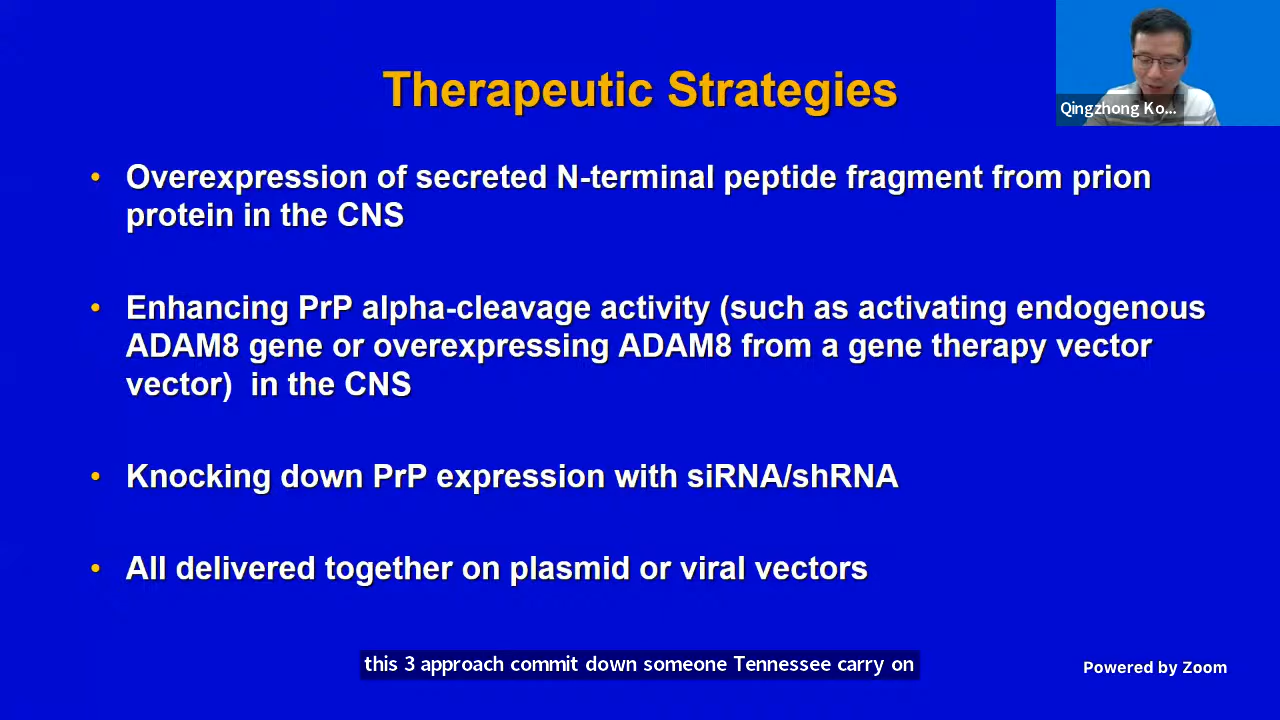 Therapeutic Strategies
Qingzhong Ko...
• Overexpression of secreted N-terminal peptide fragment from prion
protein in the CNS
• Enhancing PrP alpha-cleavage activity (such as activating endogenous
ADAM8 gene or overexpressing ADAM8 from a gene therapy vector
vector)  in the CNS
• Knocking down PrP expression with siRNA/shRNA
• All delivered together on plasmid or viral vectors
this 3 approach commit down someone Tennessee carry on
Powered by Zoom